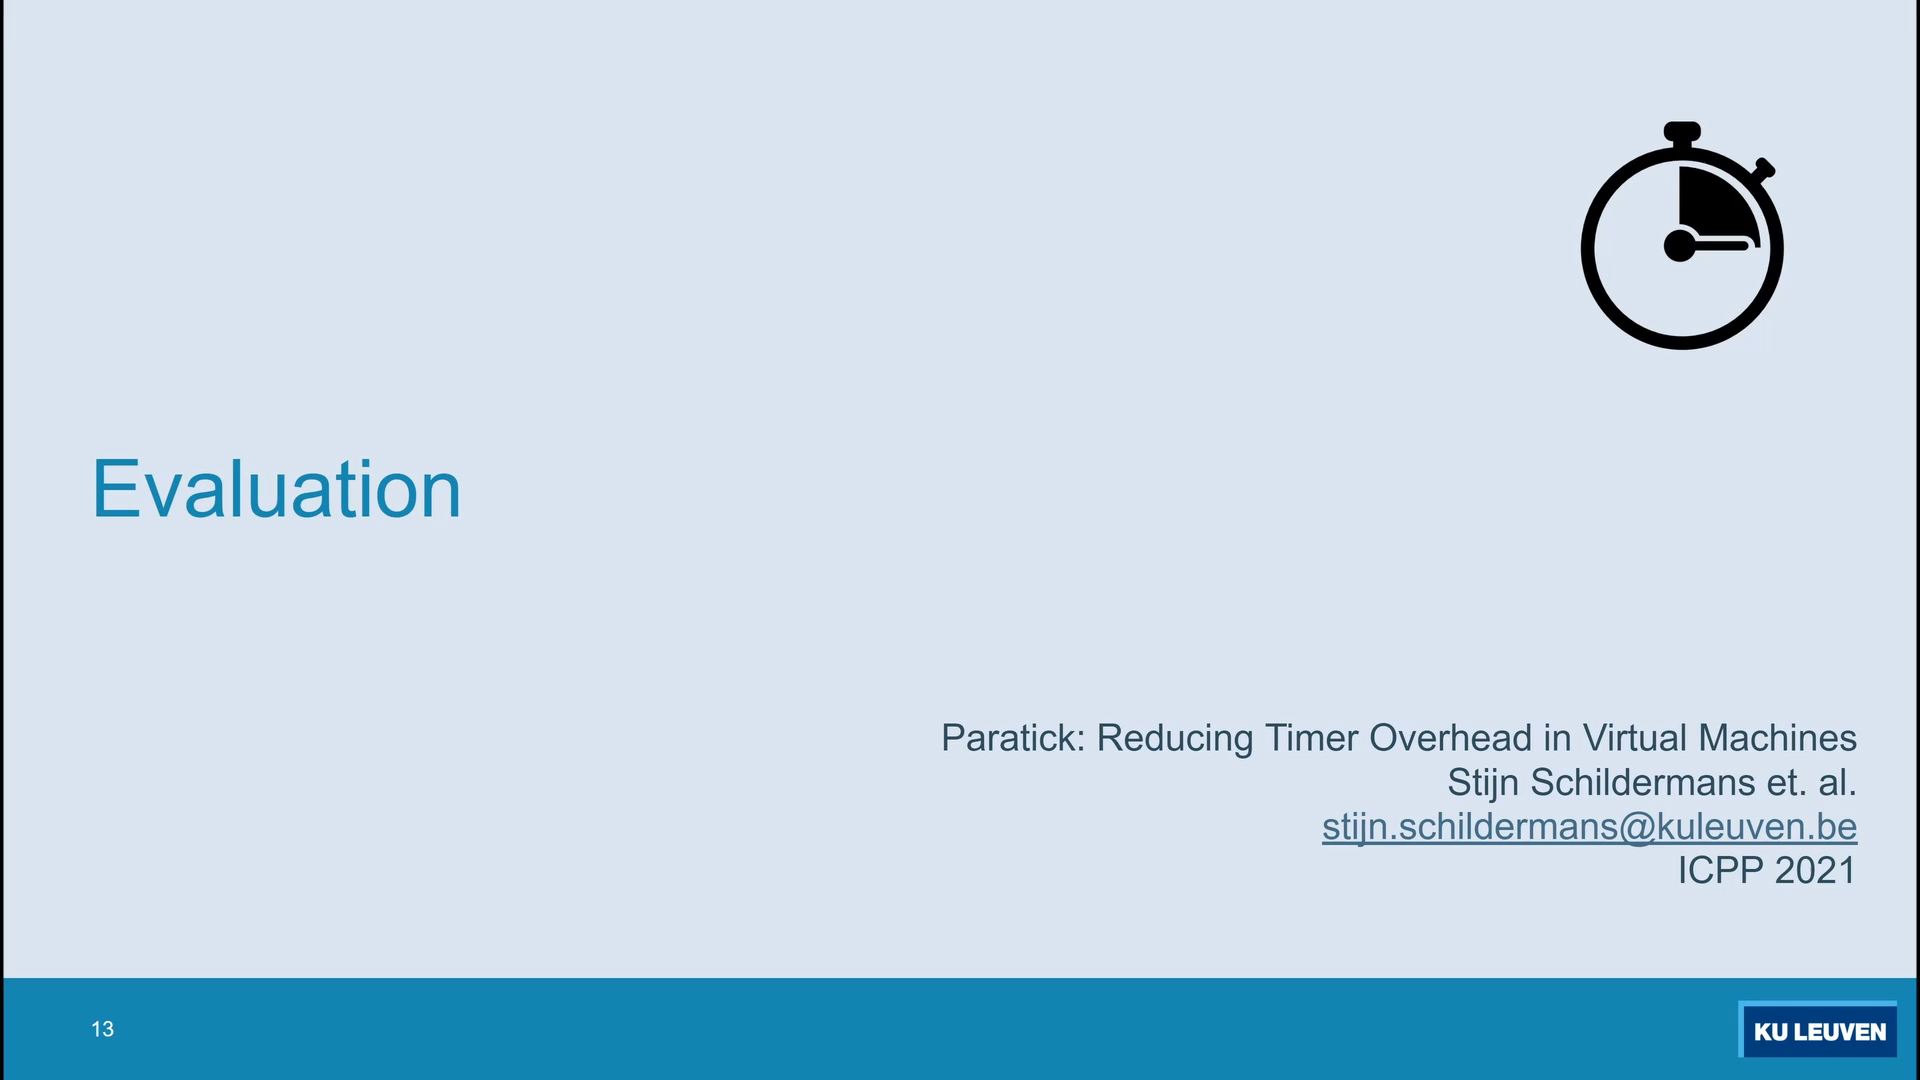 Evaluation
Paratick: Reducing Timer Overhead in Virtual Machines
Stijn Schildermans et. al.
stijn.schildermans@kuleuven.be
ICPP 2021
13
KU LEUVEN